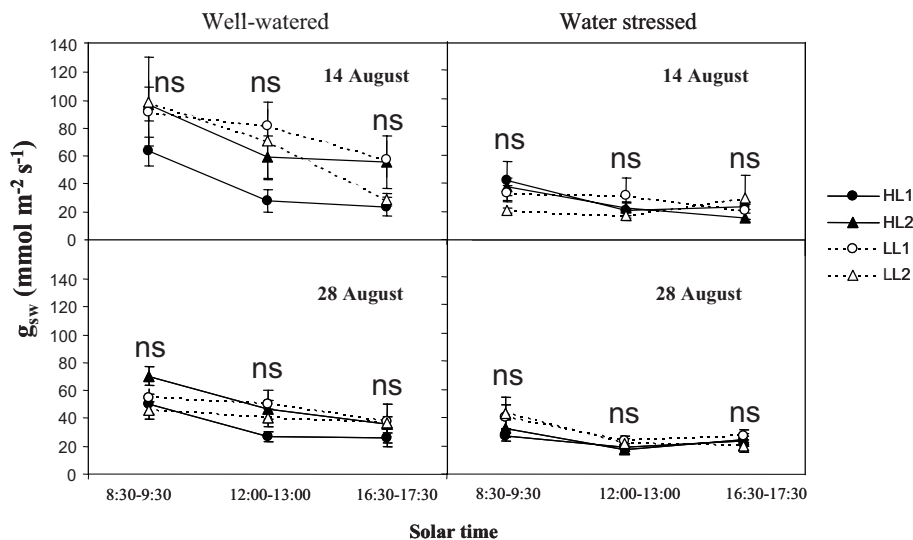 Well-watered Water stressed
140
120
100
80
60
40
20
0
14 August
ns ns ns
14 August
ns ns ns
140
120
100
80
60
40
20
0
28 August
ns ns ns
28 August
ns ns ns
g_sw (mmol m⁻² s⁻¹)
HL1
HL2
LL1
LL2
8:30-9:30 12:00-13:00 16:30-17:30 8:30-9:30 12:00-13:00 16:30-17:30
Solar time